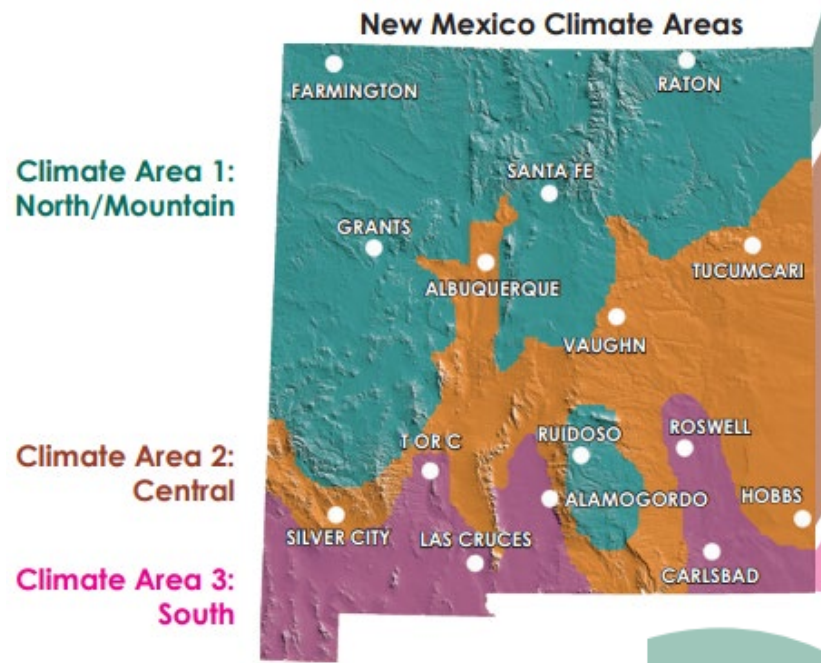 New Mexico Climate Areas
FARMINGTON
RATON
Climate Area 1:
North/Mountain
SANTA FE
GRANTS
TUCUMCARI
ALBUQUERQUE
VAUGHN
Climate Area 2:
Central
T OR C
RUIDOSO
ROSWELL
ALAMOGORDO
HOBBS
SILVER CITY
LAS CRUCES
CARLSBAD
Climate Area 3:
South